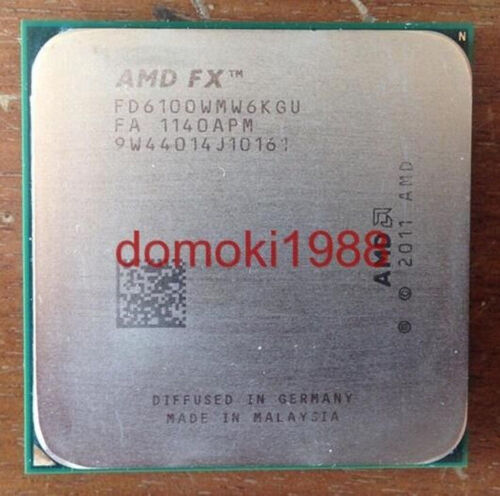 AMD FX™
FD6100WMW6KGU
FA 1140APM
9W44014J10161
domoki1988
AMD
© 2011 AMD
®
DIFFUSED IN GERMANY
MADE IN MALAYSIA
N